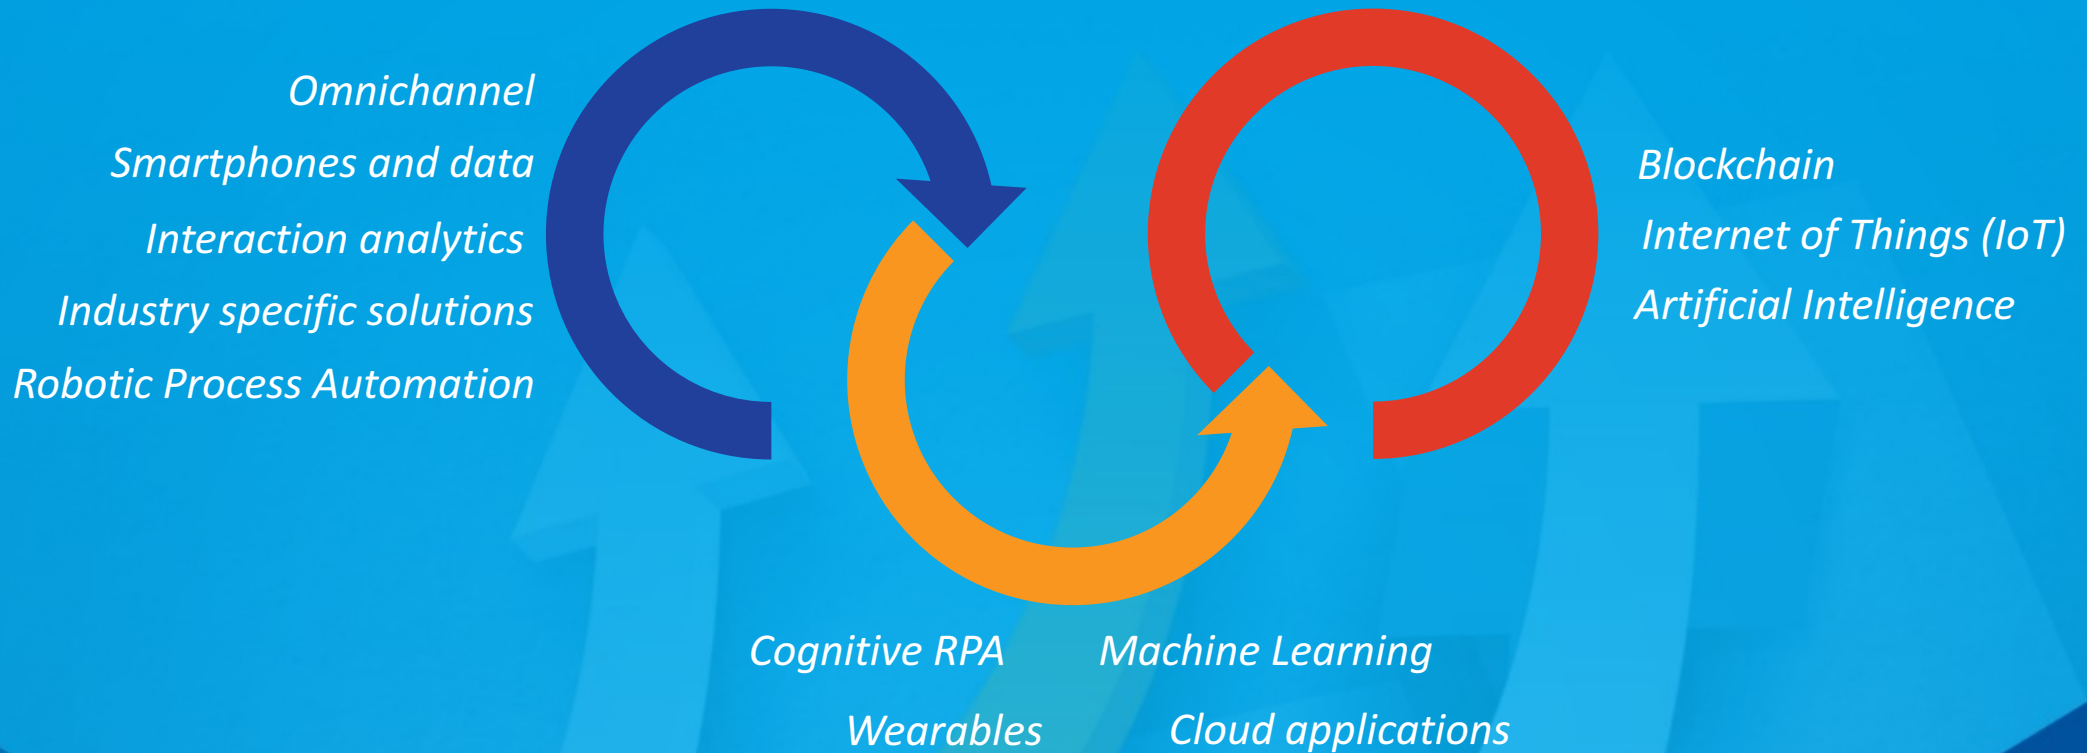 Omnichannel
Smartphones and data
Interaction analytics
Industry specific solutions
Robotic Process Automation
Cognitive RPA
Machine Learning
Wearables
Cloud applications
Blockchain
Internet of Things (IoT)
Artificial Intelligence